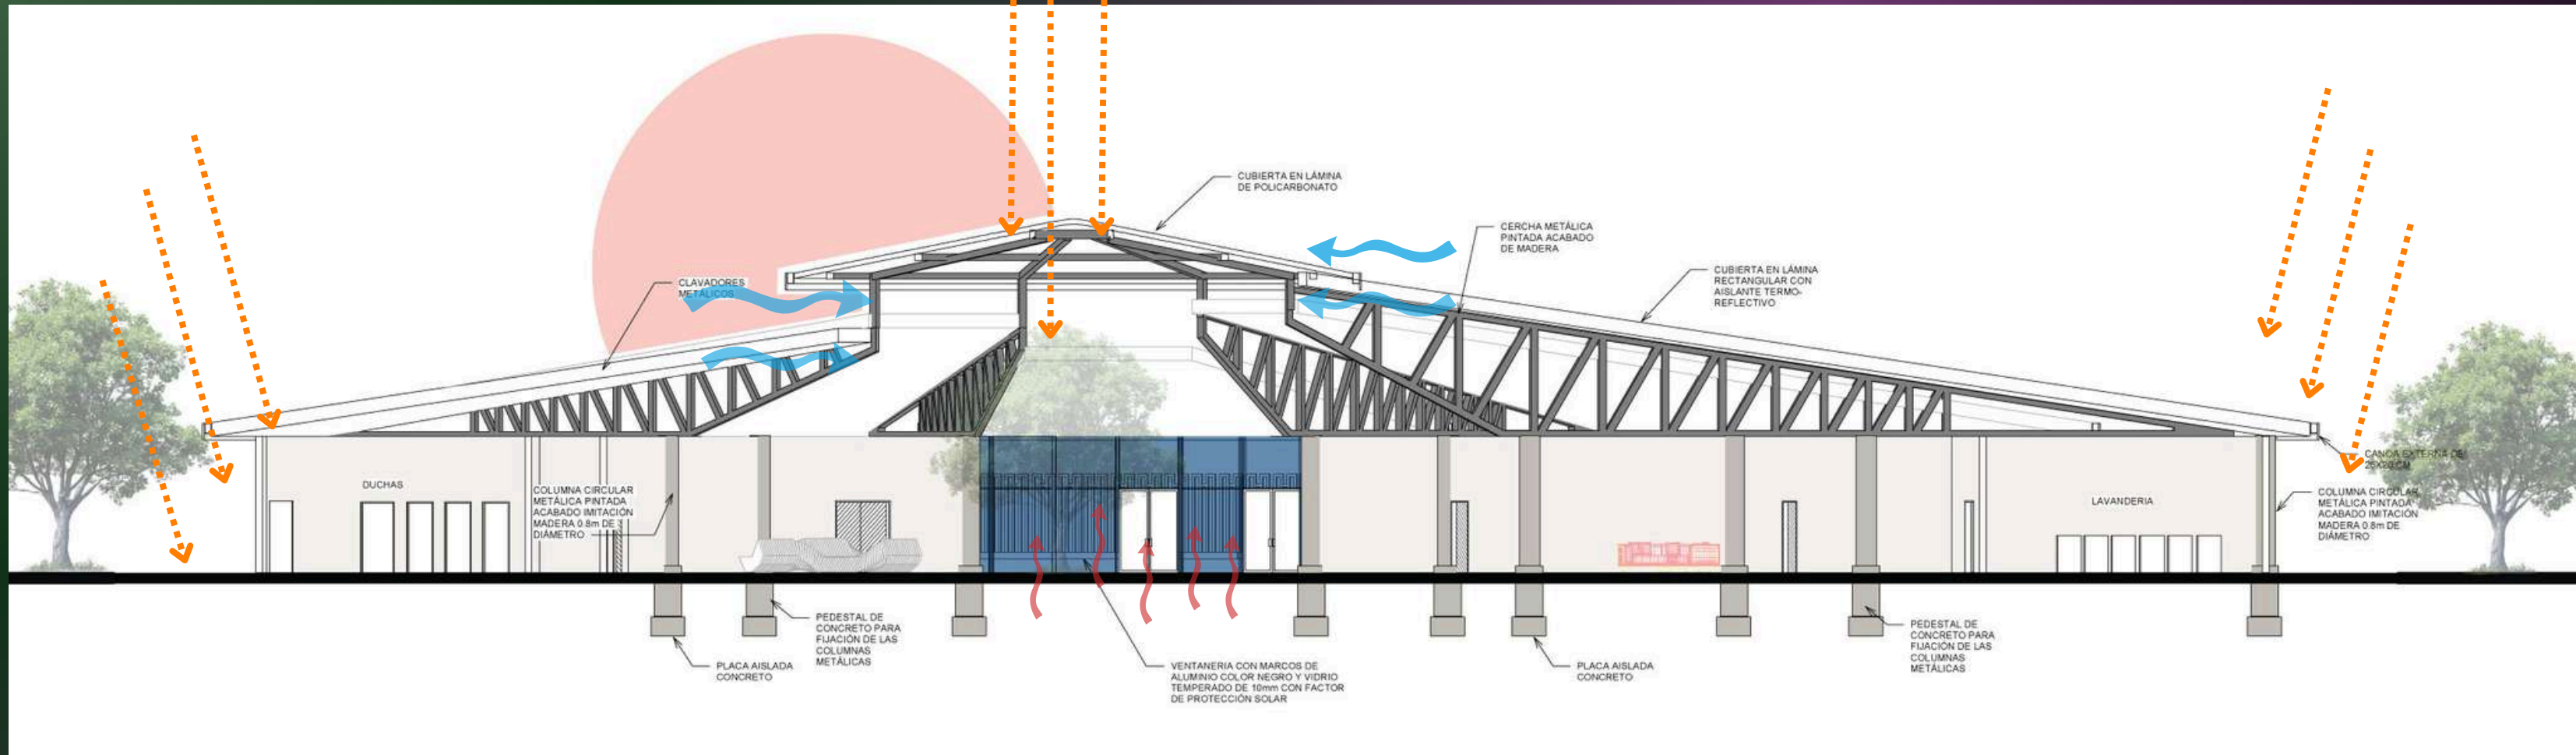 CUBIERTA EN LÁMINA
DE POLICARBONATO
CERCHA METÁLICA
PINTADA ACABADO
DE MADERA
CUBIERTA EN LÁMINA
RECTANGULAR CON
AISLANTE TERMO-
REFLECTIVO
CLAVADORES
METÁLICOS
CANOA EXTERNA DE
25X20 CM
DUCHAS
COLUMNA CIRCULAR
METÁLICA PINTADA
ACABADO IMITACIÓN
MADERA 0.8m DE
DIÁMETRO
LAVANDERIA
COLUMNA CIRCULAR
METÁLICA PINTADA
ACABADO IMITACIÓN
MADERA 0.8m DE
DIÁMETRO
PEDESTAL DE
CONCRETO PARA
FIJACIÓN DE LAS
COLUMNAS
METÁLICAS
PEDESTAL DE
CONCRETO PARA
FIJACIÓN DE LAS
COLUMNAS
METÁLICAS
PLACA AISLADA
CONCRETO
VENTANERIA CON MARCOS DE
ALUMINIO COLOR NEGRO Y VIDRIO
TEMPERADO DE 10mm CON FACTOR
DE PROTECCIÓN SOLAR
PLACA AISLADA
CONCRETO